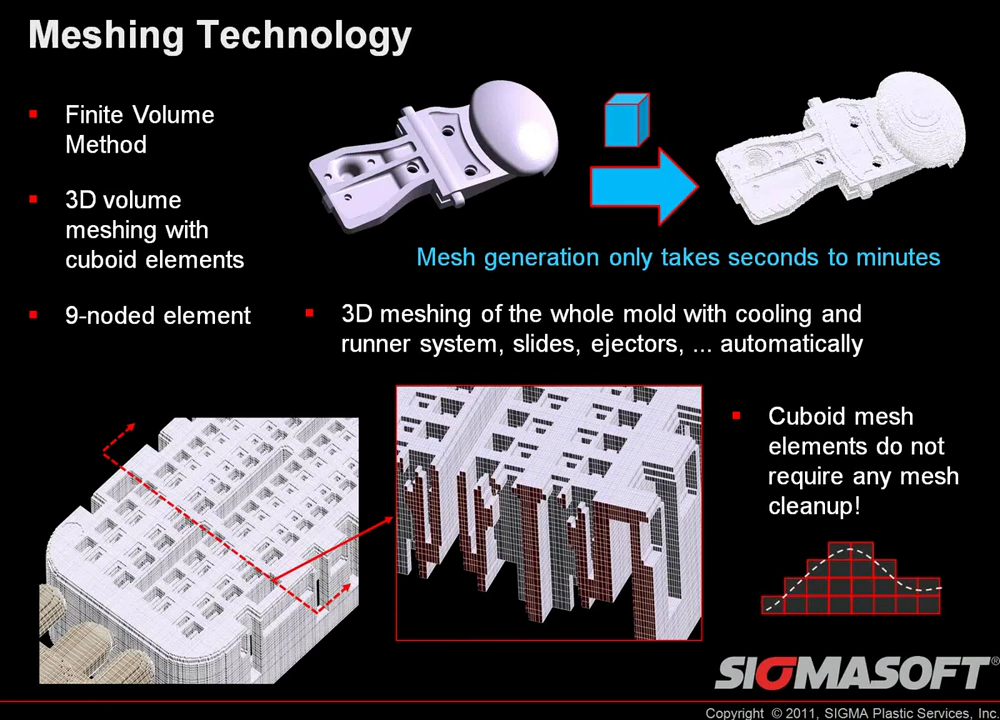 Meshing Technology
Finite Volume
Method
3D volume
meshing with
cuboid elements
9-noded element
Mesh generation only takes seconds to minutes
3D meshing of the whole mold with cooling and
runner system, slides, ejectors, ... automatically
Cuboid mesh
elements do not
require any mesh
cleanup!
SIGMASOFT®
Copyright © 2011, SIGMA Plastic Services, Inc.